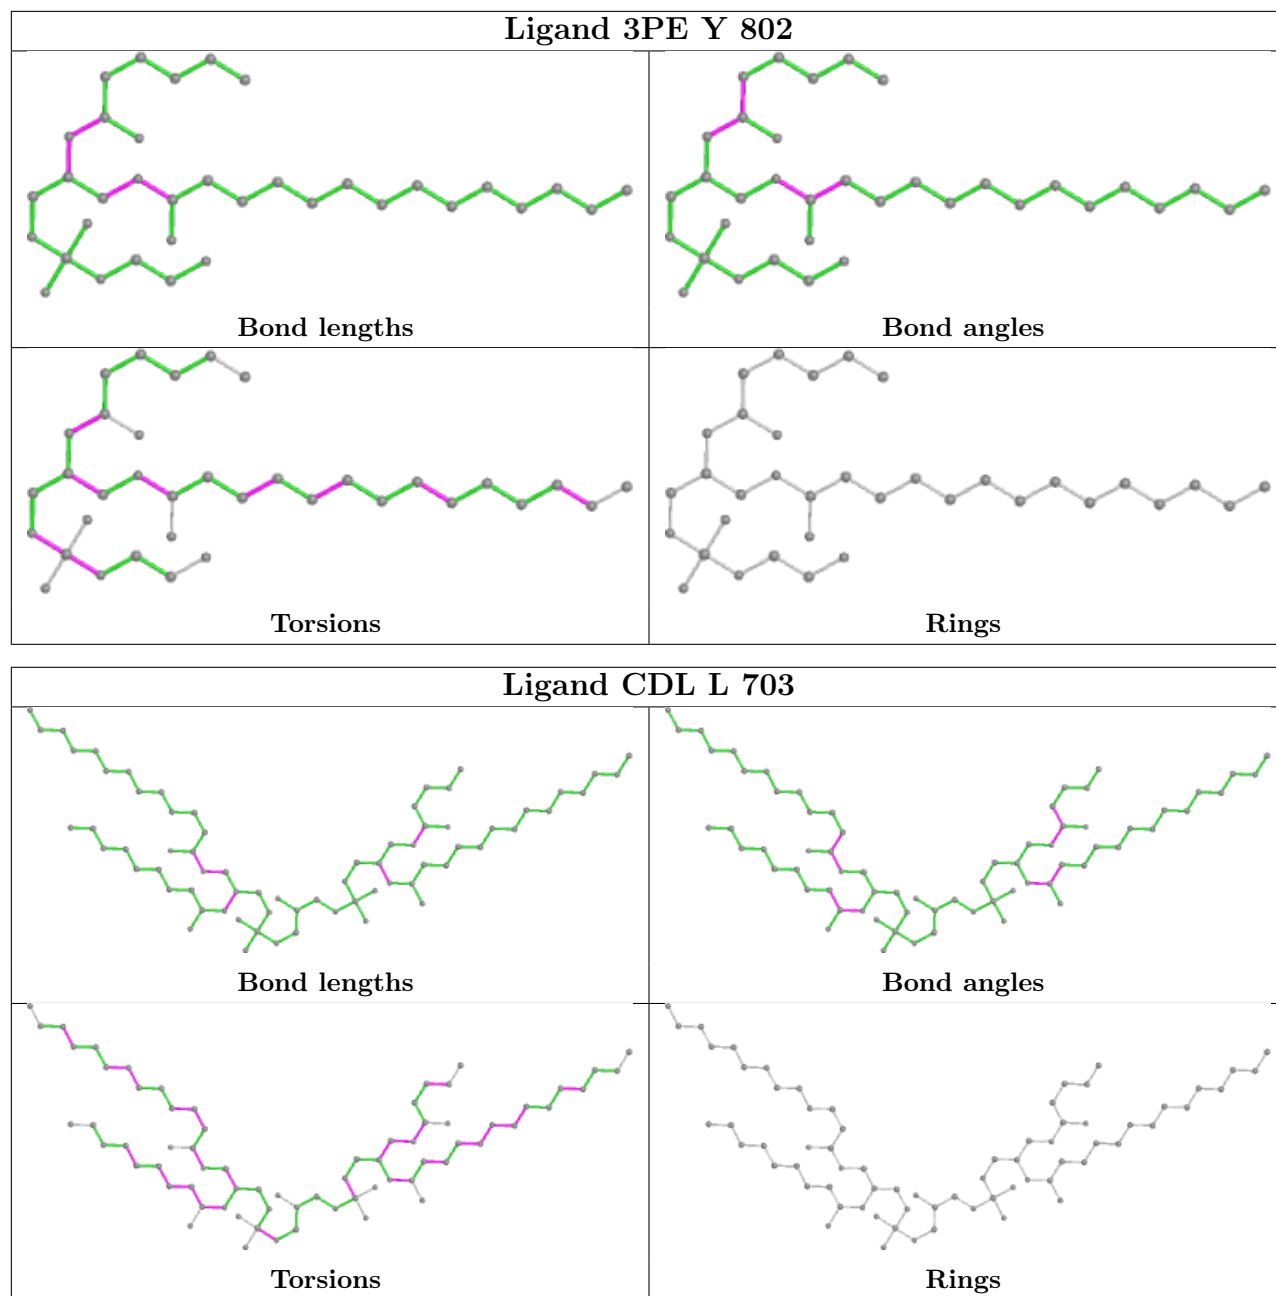 Ligand 3PE Y 802
Bond lengths
Bond angles
Torsions
Rings
Ligand CDL L 703
Bond lengths
Bond angles
Torsions
Rings